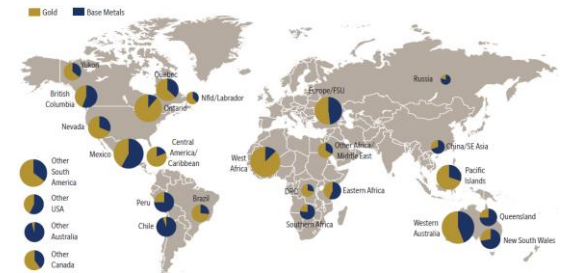 Gold
Base Metals
Yukon
Quebec
British
Columbia
Ontario
Nfld/Labrador
Nevada
Mexico
Central
America/
Caribbean
Other
South
America
Other
USA
Other
Australia
Other
Canada
Peru
Brazil
Chile
Europe/FSU
Russia
West
Africa
Other Africa/
Middle East
DRC
Eastern Africa
Southern Africa
China/SE Asia
Pacific
Islands
Western
Australia
Queensland
New South Wales